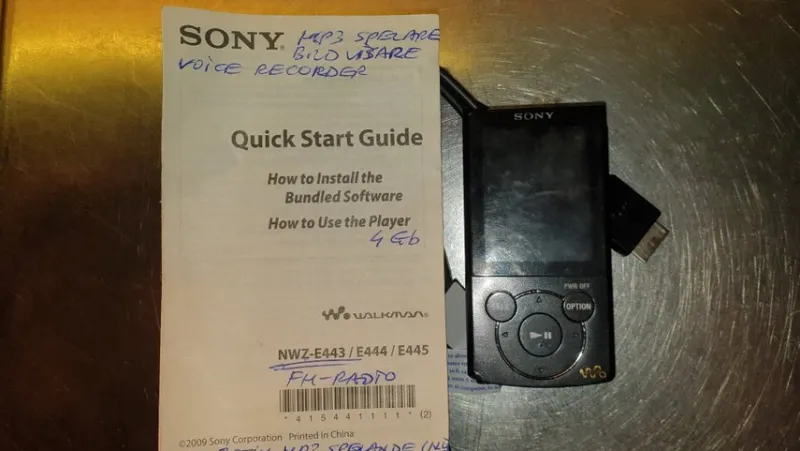 SONY® MP3 SPELARE
BILD VISARE
VOICE RECORDER
Quick Start Guide
How to Install the
Bundled Software
How to Use the Player
4 Gb
WALKMAN®
NWZ-E443 / E444 / E445
FM-RADIO
* 4 1 5 4 4 1 1 1 1 * (2)
©2009 Sony Corporation Printed in China
MP3 SPELANDE
SONY
PWR OFF
OPTION